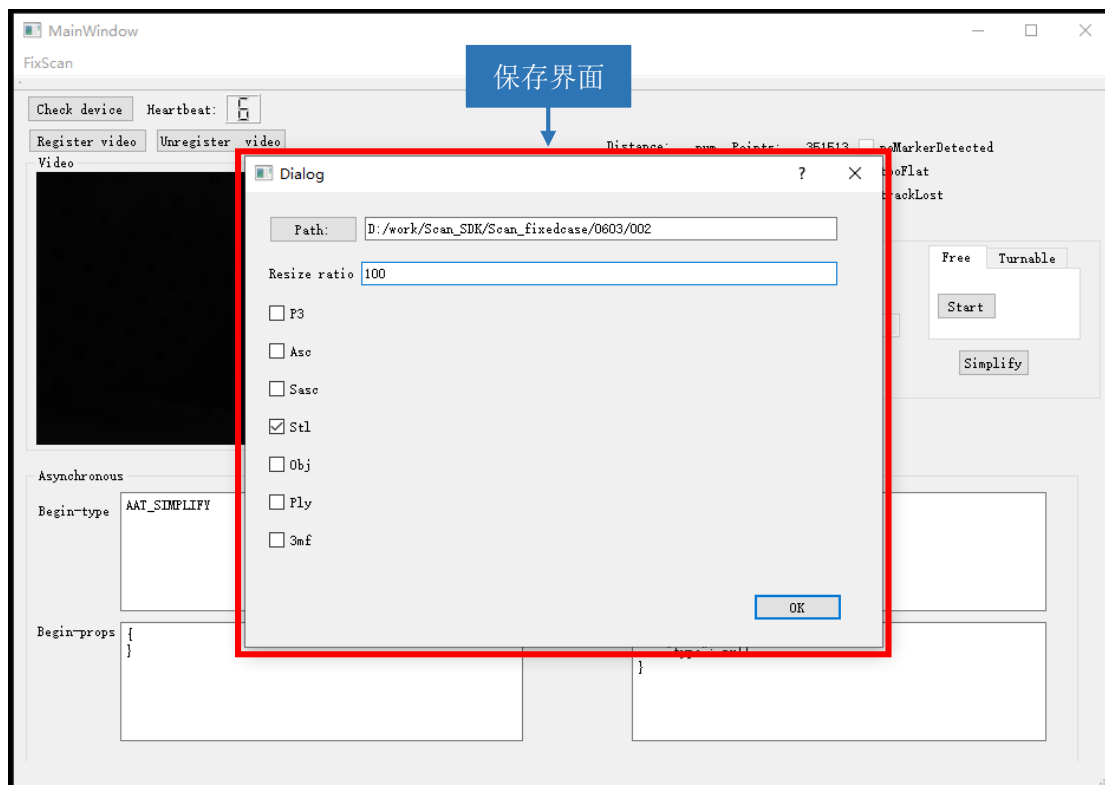 MainWindow
FixScan
保存界面
Check device Heartbeat: 6
Register video Unregister video
Distance: Points: 351513 noMarkerDetected
Video
tooFlat
trackLost
Dialog ?
Path: D:/work/Scan_SDK/Scan_fixedcase/0603/002
Resize ratio 100
Free Turnable
P3
Start
Asc
Simplify
Sasc
Stl
Obj
Asynchronous
Ply
Begin-type AAT_SIMPLIFY
3mf
OK
Begin-props {
}
}